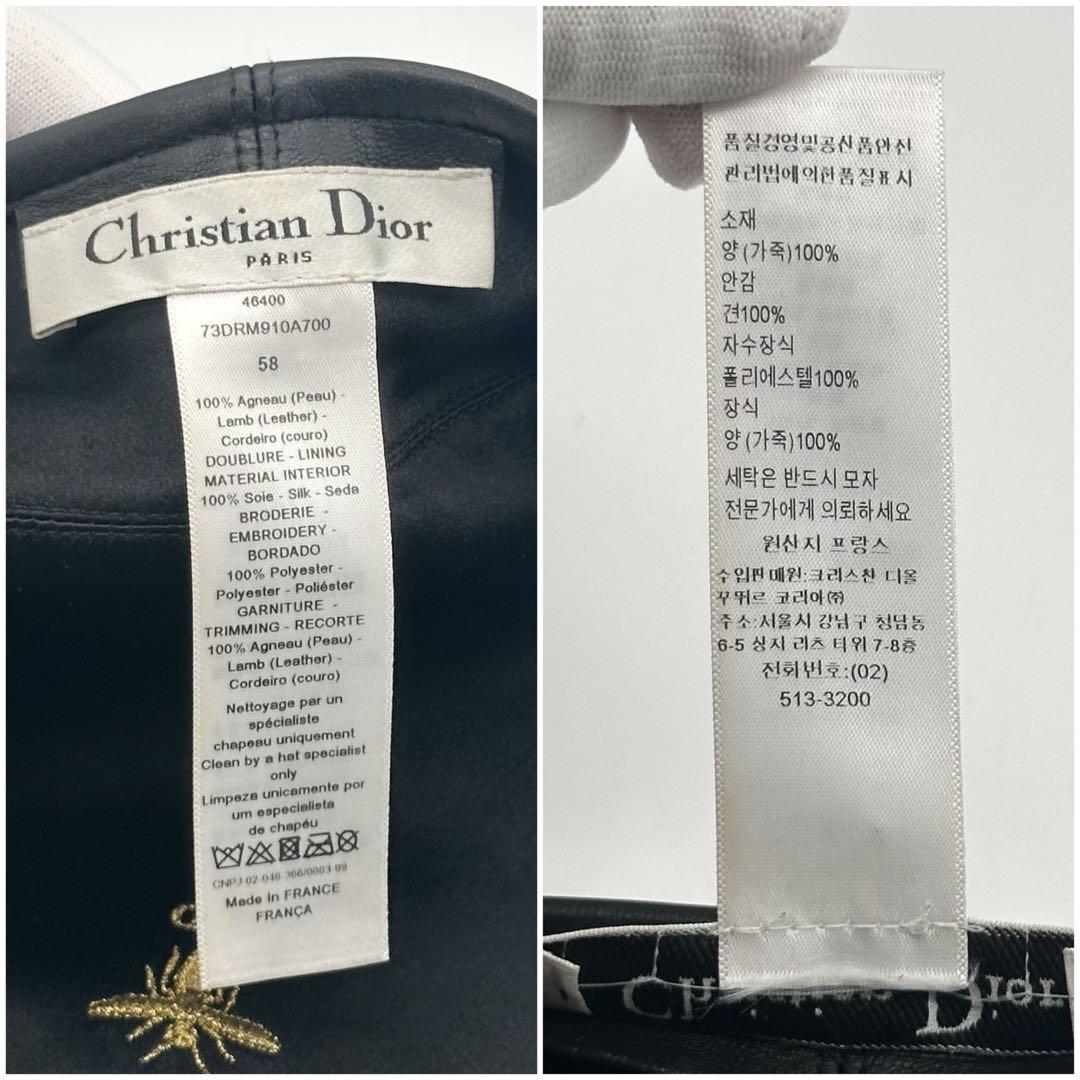 Christian Dior
PARIS
46400
73DRM910A700
58
100% Agneau (Peau) -
Lamb (Leather) -
Cordeiro (couro)
DOUBLURE - LINING
MATERIAL INTERIOR
100% Soie - Silk - Seda
BRODERIE -
EMBROIDERY -
BORDADO
100% Polyester -
Polyester - Poliéster
GARNITURE -
TRIMMING - RECORTE
100% Agneau (Peau) -
Lamb (Leather) -
Cordeiro (couro)
Nettoyage par un
spécialiste
chapeau uniquement
Clean by a hat specialist
only
Limpeza unicamente por
um especialista
de chapéu
CNPJ 02.046.366/0003-99
Made in FRANCE
FRANÇA
품질경영및공산품안전
관리법에의한품질표시
소재
양 (가죽)100%
안감
견100%
자수장식
폴리에스텔100%
장식
양 (가죽)100%
세탁은 반드시 모자
전문가에게 의뢰하세요
원산지 프랑스
수입판매원:크리스챤 디올
꾸뛰르 코리아㈜
주소:서울시 강남구 청담동
6-5 상지 리츠 타워 7-8층
전화번호:(02)
513-3200
Dior